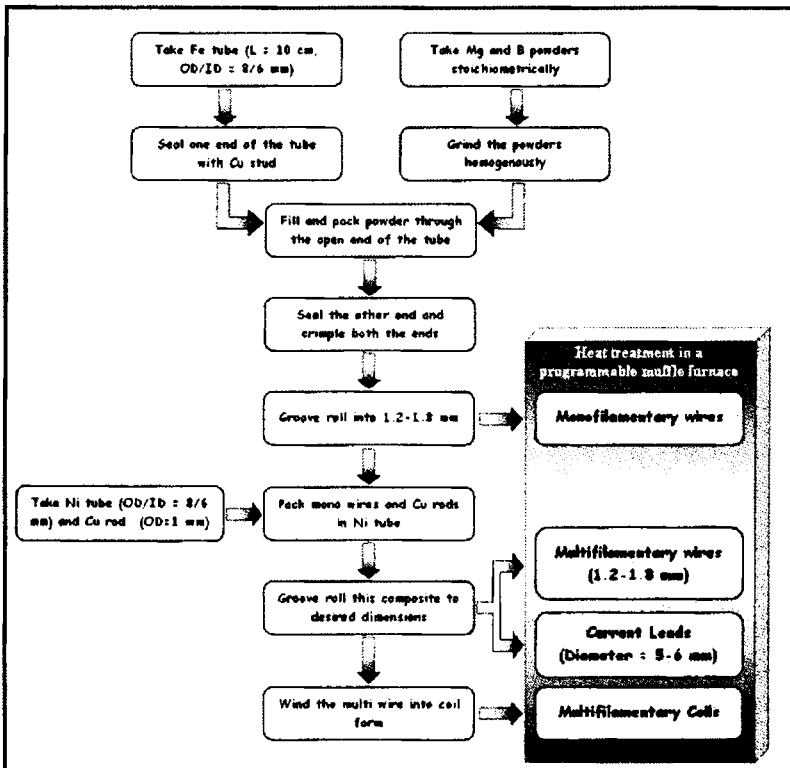 Take Fe tube (L = 10 cm,
OD/ID = 8/6 mm)
Take Mg and B powders
stoichiometrically
Seal one end of the tube
with Cu stud
Grind the powders
homogenously
Fill and pack powder through
the open end of the tube
Seal the other end and
crimple both the ends
Heat treatment in a
programmable muffle furnace
Groove roll into 1.2-1.8 mm
Monofilamentary wires
Take Ni tube (OD/ID = 8/6
mm) and Cu rod (OD=1 mm)
Pack mono wires and Cu rods
in Ni tube
Multifilamentary wires
(1.2-1.8 mm)
Groove roll this composite to
desired dimensions
Current Leads
(Diameter = 5-6 mm)
Wind the multi wire into coil
form
Multifilamentary Coils